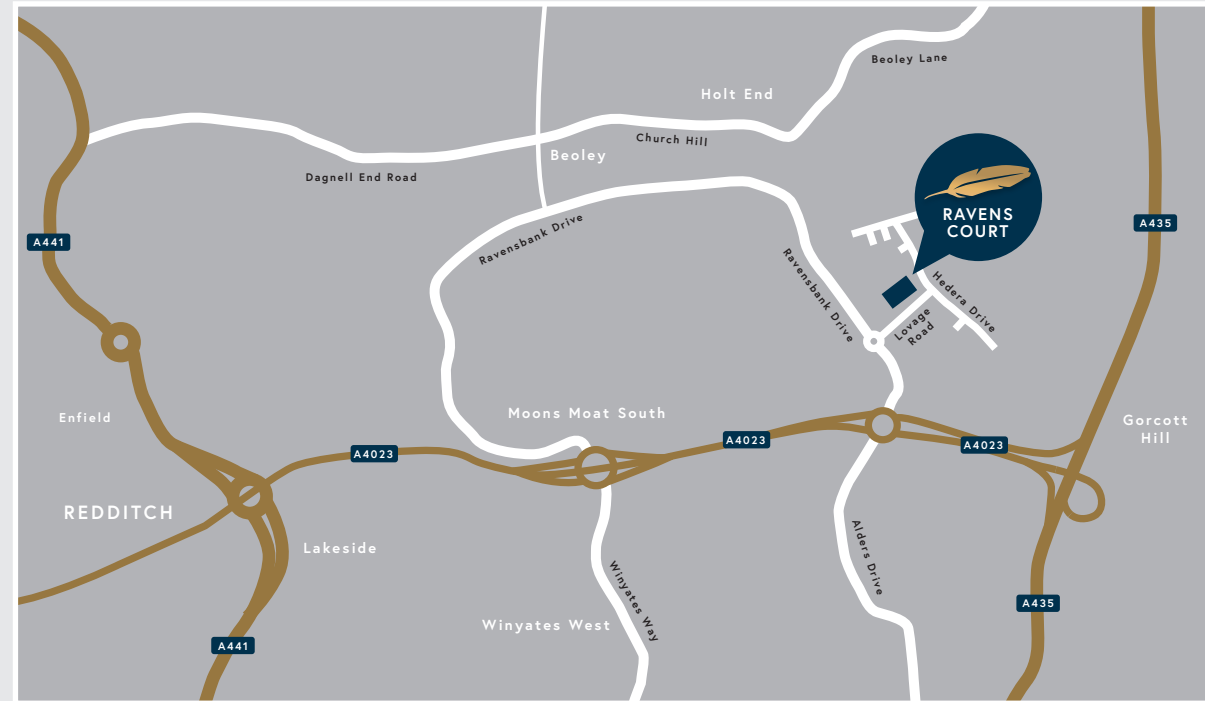 Beoley Lane
Holt End
Church Hill
Beoley
Dagnell End Road
RAVENS
COURT
A441
A435
Ravensbank Drive
Ravensbank Drive
Hedera Drive
Lovage
Road
Enfield
Moons Moat South
Gorcott
Hill
A4023
A4023
A4023
REDDITCH
Lakeside
Alders Drive
Winyates Way
Winyates West
A435
A441